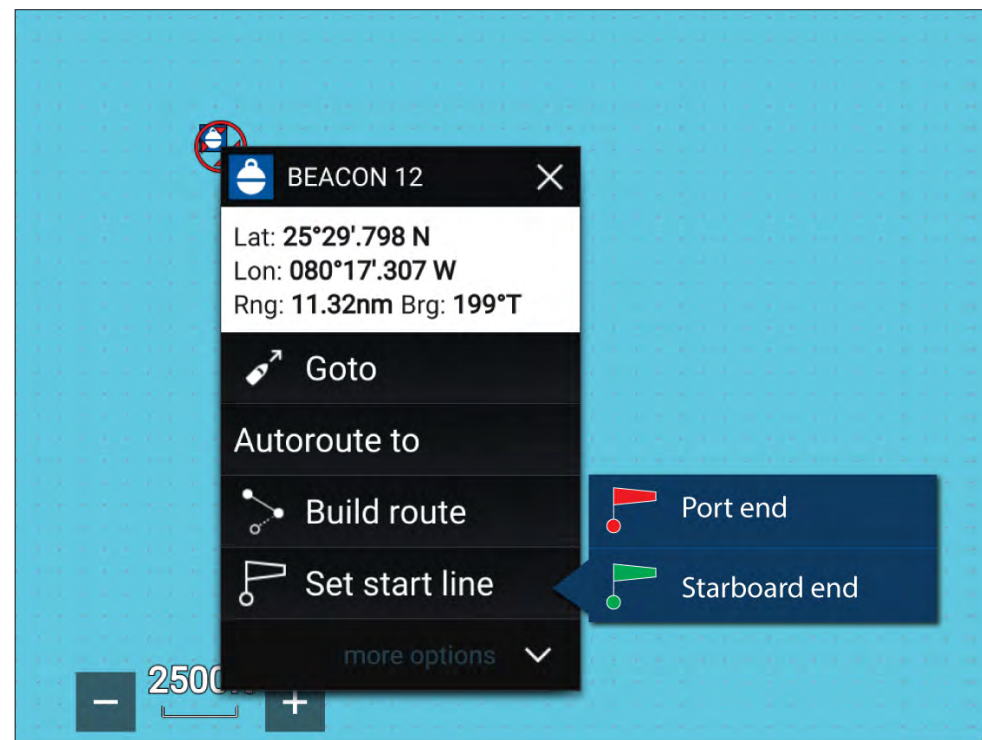 BEACON 12
Lat: 25°29'.798 N
Lon: 080°17'.307 W
Rng: 11.32nm Brg: 199°T
Goto
Autoroute to
Build route
Port end
Set start line
Starboard end
more options
2500